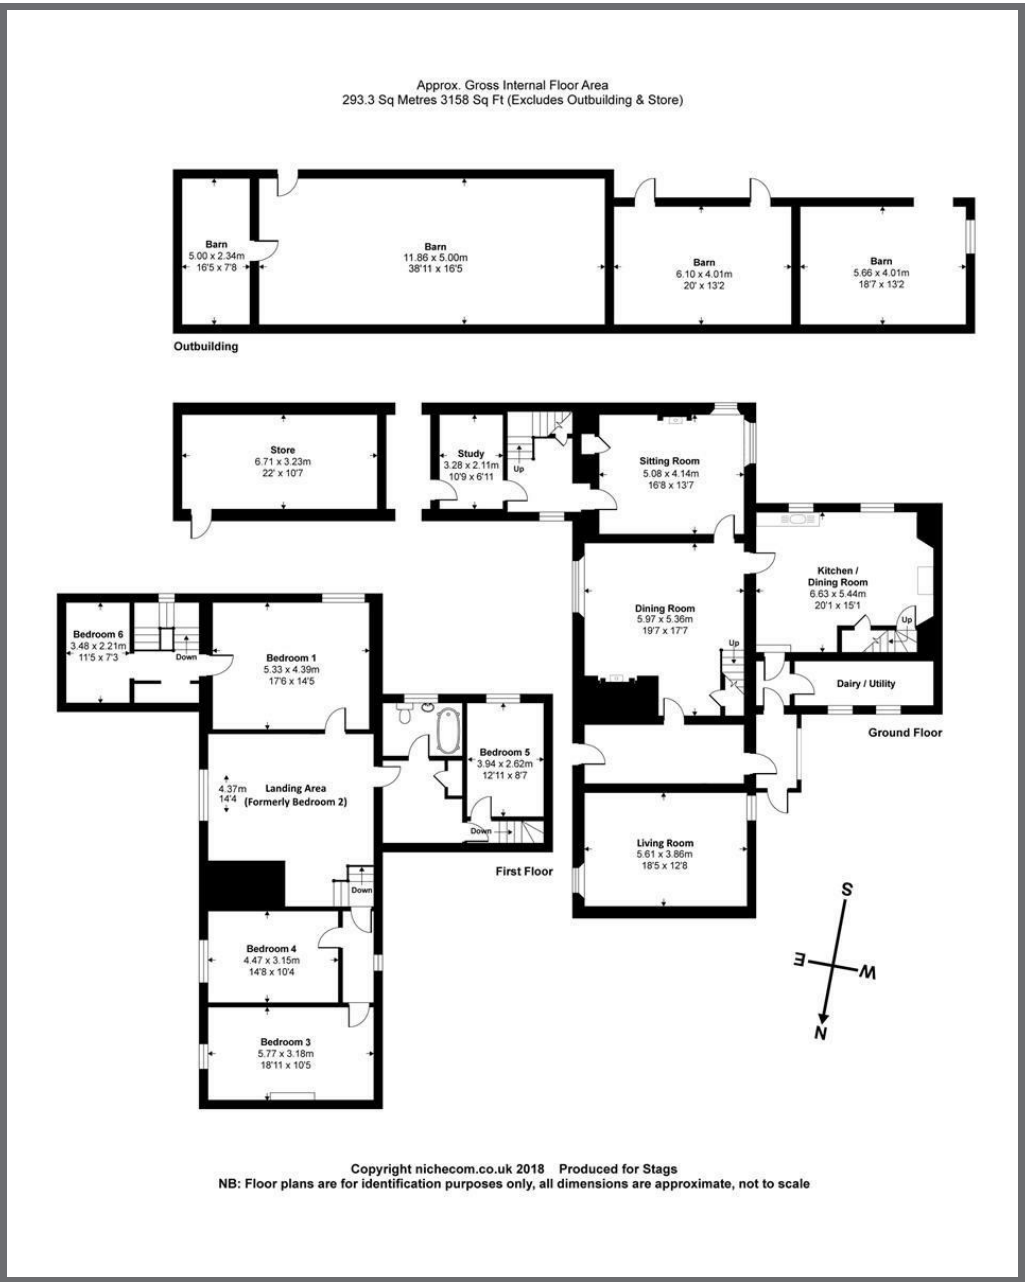 Approx. Gross Internal Floor Area
293.3 Sq Metres 3158 Sq Ft (Excludes Outbuilding & Store)
Barn
5.00 x 2.34m
16'5 x 7'8
Barn
11.86 x 5.00m
38'11 x 16'5
Barn
6.10 x 4.01m
20' x 13'2
Barn
5.66 x 4.01m
18'7 x 13'2
Outbuilding
Store
6.71 x 3.23m
22' x 10'7
Study
3.28 x 2.11m
10'9 x 6'11
Up
Sitting Room
5.08 x 4.14m
16'8 x 13'7
Kitchen /
Dining Room
6.63 x 5.44m
20'1 x 15'1
Up
Dining Room
5.97 x 5.36m
19'7 x 17'7
Up
Dairy / Utility
Ground Floor
Living Room
5.61 x 3.86m
18'5 x 12'8
Bedroom 6
3.48 x 2.21m
11'5 x 7'3
Down
Bedroom 1
5.33 x 4.39m
17'6 x 14'5
Bedroom 5
3.94 x 2.62m
12'11 x 8'7
Down
4.37m
14'4
Landing Area
(Formerly Bedroom 2)
Down
First Floor
Bedroom 4
4.47 x 3.15m
14'8 x 10'4
Bedroom 3
5.77 x 3.18m
18'11 x 10'5
S
E
W
N
Copyright nichecom.co.uk 2018 Produced for Stags
NB: Floor plans are for identification purposes only, all dimensions are approximate, not to scale